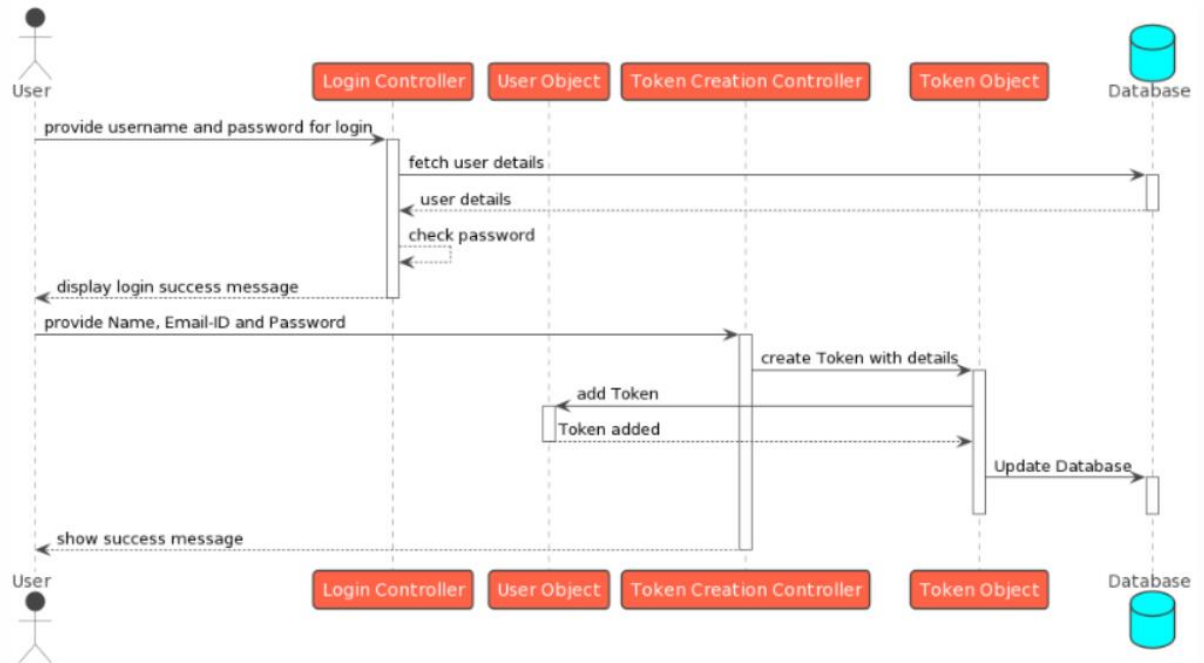 User
Login Controller
User Object
Token Creation Controller
Token Object
Database
provide username and password for login
fetch user details
user details
check password
display login success message
provide Name, Email-ID and Password
create Token with details
add Token
Token added
Update Database
show success message
User
Login Controller
User Object
Token Creation Controller
Token Object
Database